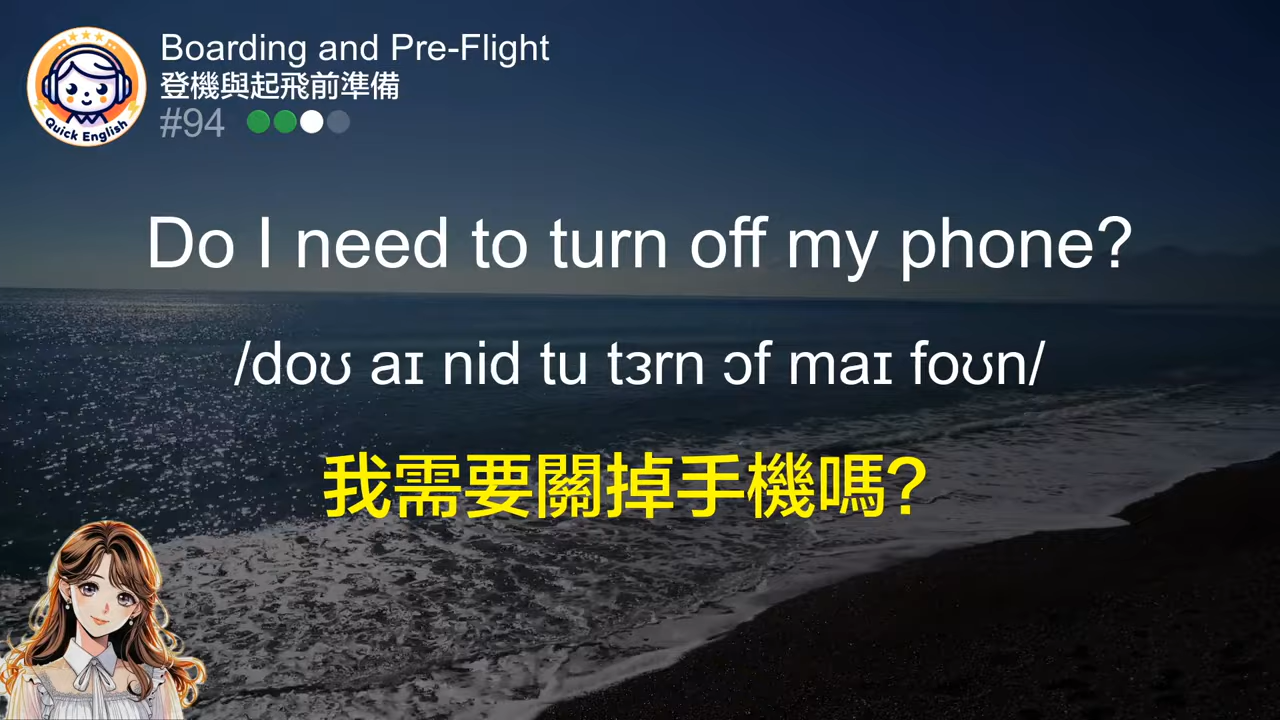 Quick English
Boarding and Pre-Flight
登機與起飛前準備
#94
Do I need to turn off my phone?
/doʊ aɪ nid tu tɜrn ɔf maɪ foʊn/
我需要關掉手機嗎?